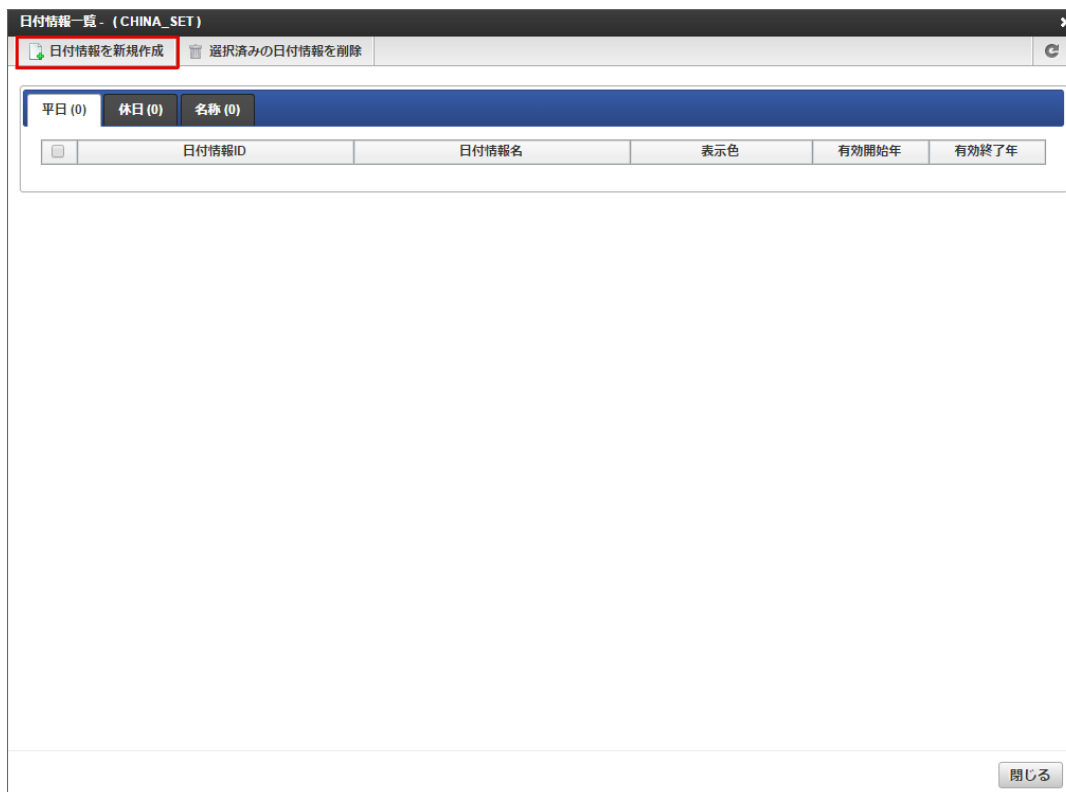 日付情報一覧 - ( CHINA_SET )
日付情報を新規作成 選択済みの日付情報を削除
平日 (0) 休日 (0) 名称 (0)
日付情報ID 日付情報名 表示色 有効開始年 有効終了年
閉じる